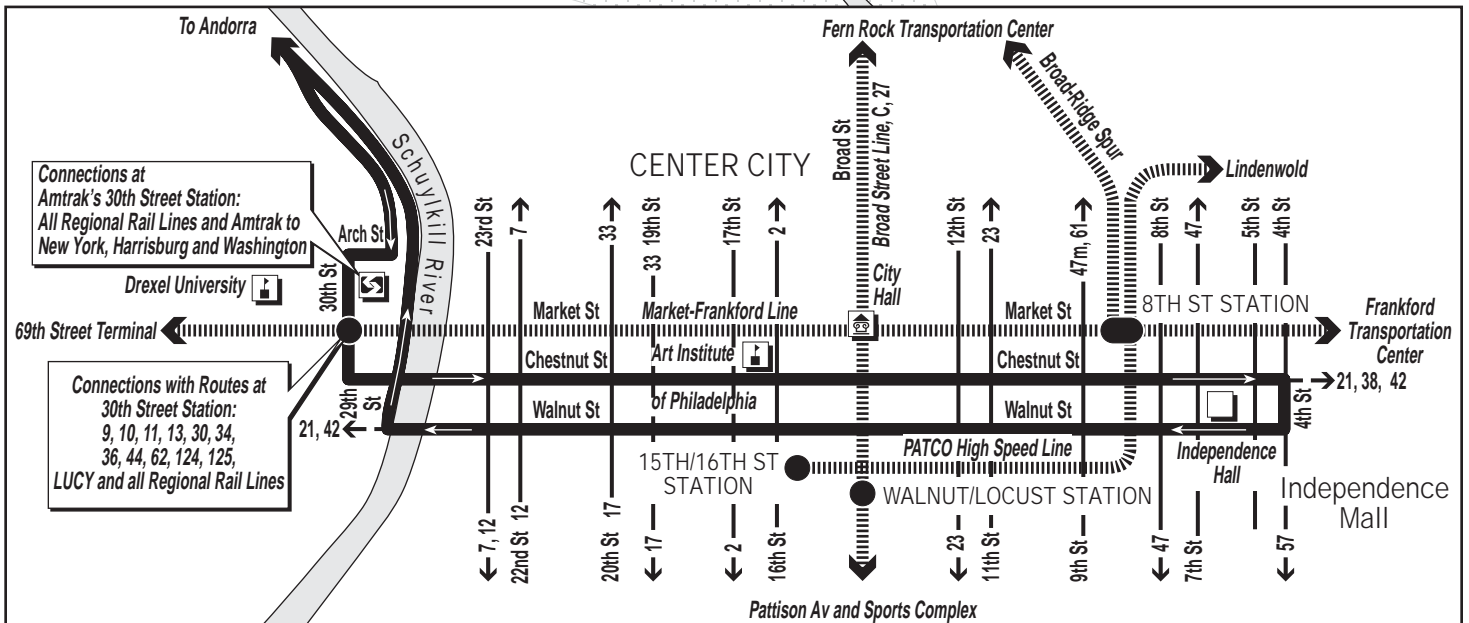 To Andorra
Fern Rock Transportation Center
Schuylkill River
Broad St
Broad Street Line, C, 27
Broad-Ridge Spur
CENTER CITY
Lindenwold
Connections at
Amtrak's 30th Street Station:
All Regional Rail Lines and Amtrak to
New York, Harrisburg and Washington
Arch St
30th St
Drexel University
23rd St
7
33
33 19th St
17th St
2
12th St
23
47m, 61
8th St
47
5th St
4th St
City
Hall
69th Street Terminal
Market St
Market-Frankford Line
Market St
8TH ST STATION
Frankford
Transportation
Center
Chestnut St
Art Institute
Chestnut St
of Philadelphia
Connections with Routes at
30th Street Station:
9, 10, 11, 13, 30, 34,
36, 44, 62, 124, 125,
LUCY and all Regional Rail Lines
29th
St
21, 42
Walnut St
Walnut St
21, 38, 42
4th St
PATCO High Speed Line
Independence
Hall
15TH/16TH ST
STATION
WALNUT/LOCUST STATION
Independence
Mall
7, 12
22nd St 12
20th St 17
17
2
16th St
23
11th St
9th St
47
7th St
57
Pattison Av and Sports Complex